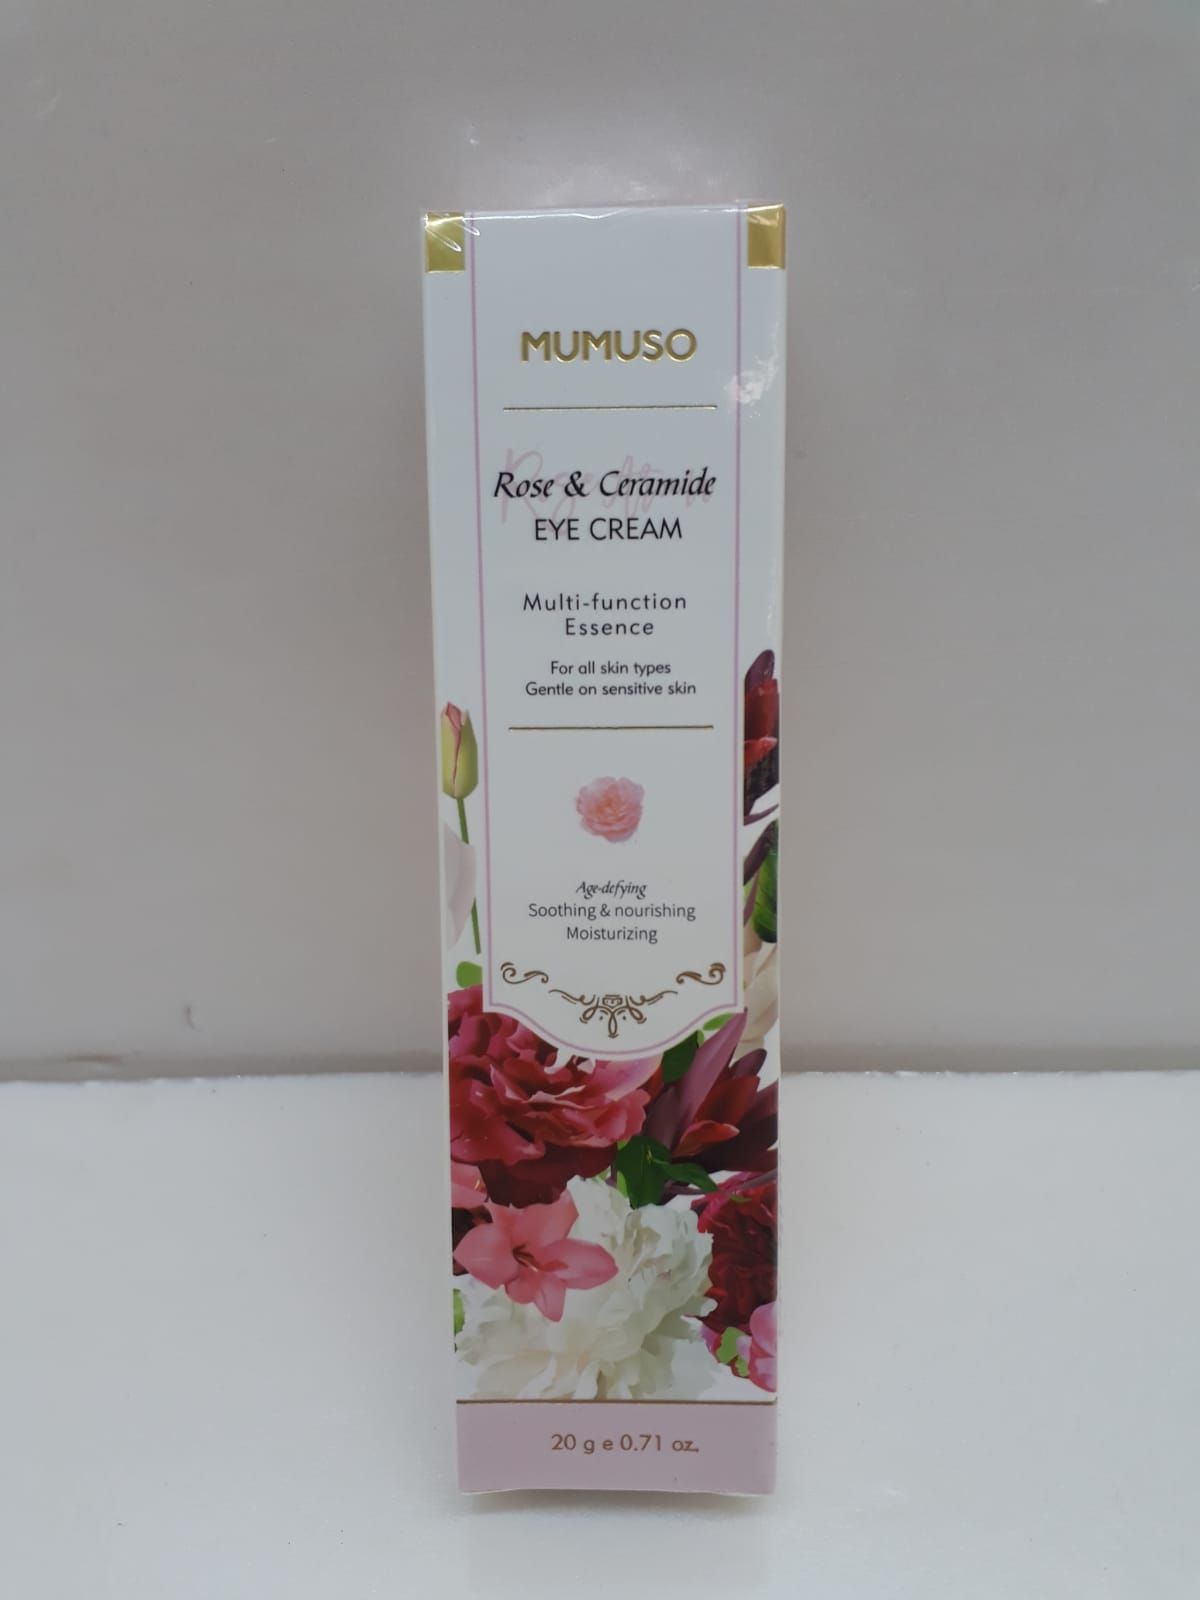 MUMUSO
Rose & Ceramide
EYE CREAM
Multi-function
Essence
For all skin types
Gentle on sensitive skin
Age-defying
Soothing & nourishing
Moisturizing
20 g e 0.71 oz.